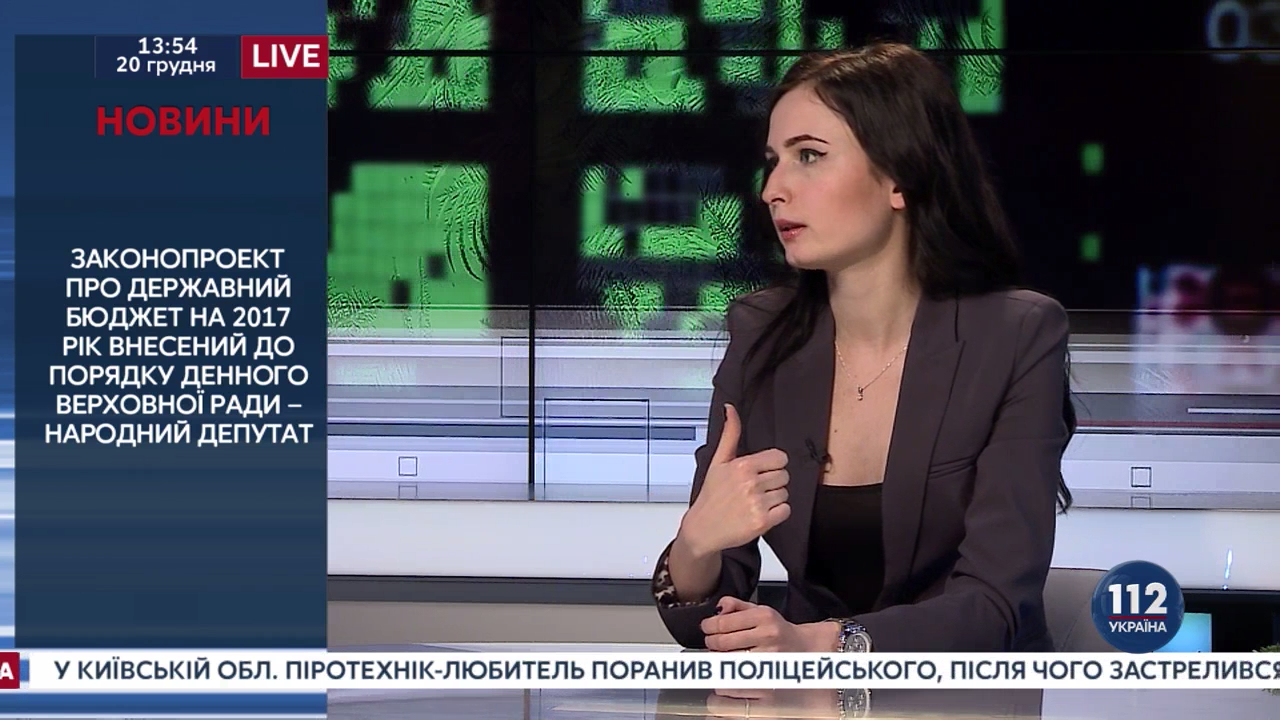 13:54
20 грудня
LIVE
НОВИНИ
ЗАКОНОПРОЕКТ
ПРО ДЕРЖАВНИЙ
БЮДЖЕТ НА 2017
РІК ВНЕСЕНИЙ ДО
ПОРЯДКУ ДЕННОГО
ВЕРХОВНОЇ РАДИ –
НАРОДНИЙ ДЕПУТАТ
112
УКРАЇНА
А У КИЇВСЬКІЙ ОБЛ. ПІРОТЕХНІК-ЛЮБИТЕЛЬ ПОРАНИВ ПОЛІЦЕЙСЬКОГО, ПІСЛЯ ЧОГО ЗАСТРЕЛИВСЯ